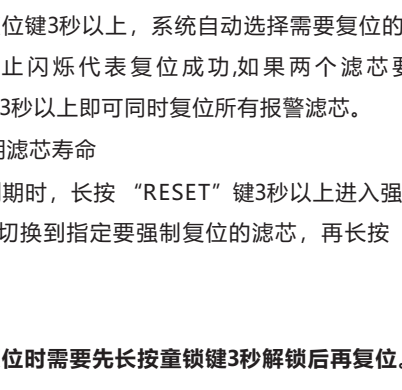 位键3秒以上，系统自动选择需要复位的
止闪烁代表复位成功,如果两个滤芯要
3秒以上即可同时复位所有报警滤芯。
滤芯寿命
期时，长按 “RESET”键3秒以上进入强
切换到指定要强制复位的滤芯，再长按
位时需要先长按童锁键3秒解锁后再复位。